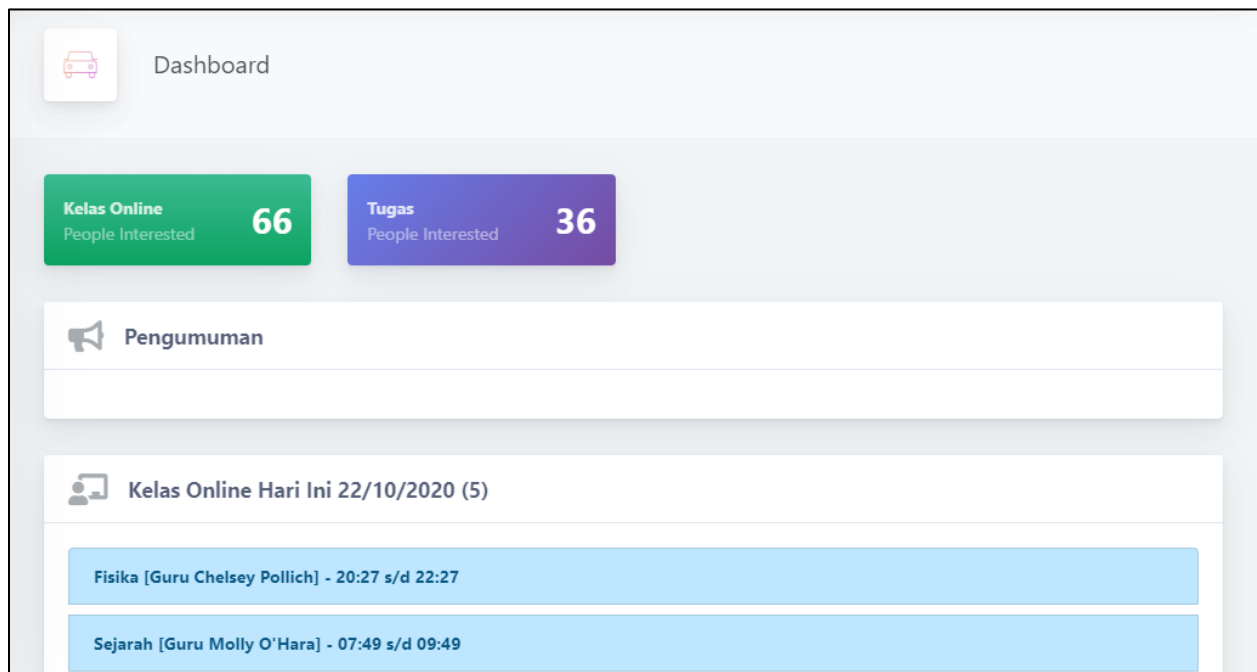 Dashboard
Kelas Online
People Interested
66
Tugas
People Interested
36
Pengumuman
Kelas Online Hari Ini 22/10/2020 (5)
Fisika [Guru Chelsey Pollich] - 20:27 s/d 22:27
Sejarah [Guru Molly O'Hara] - 07:49 s/d 09:49